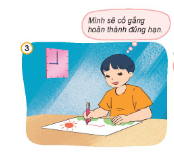 Mình sẽ cố gắng
hoàn thành đúng hạn.
3